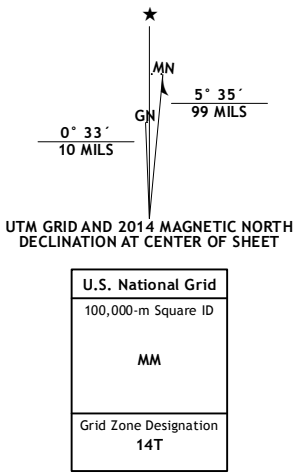 ★
MN
GN
5° 35´
99 MILS
0° 33´
10 MILS
UTM GRID AND 2014 MAGNETIC NORTH
DECLINATION AT CENTER OF SHEET
U.S. National Grid
100,000-m Square ID
MM
Grid Zone Designation
14T